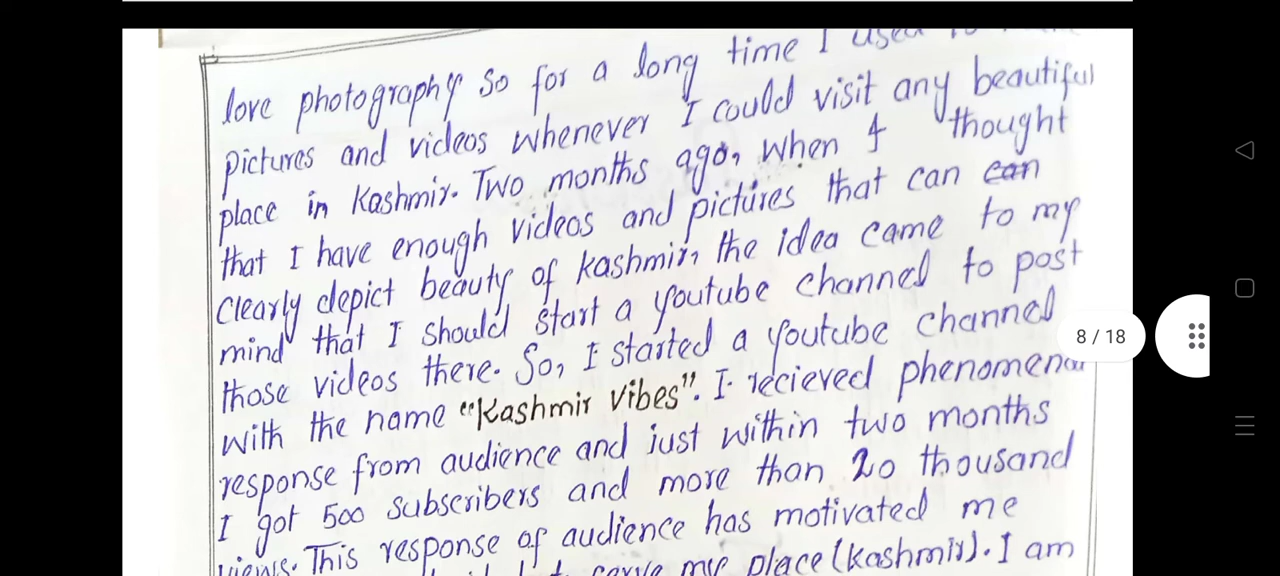 love photography so for a long time I used to
pictures and videos whenever I could visit any beautiful
place in Kashmir. Two months ago, when I thought
that I have enough videos and pictures that can can
clearly depict beauty of kashmir, the idea came to my
mind that I should start a youtube channel to post
those videos there. So, I started a youtube channel
with the name "Kashmir Vibes". I recieved phenomenal
response from audience and just within two months
I got 500 subscribers and more than 20 thousand
views. This response of audience has motivated me
place (kashmir). I am
8 / 18